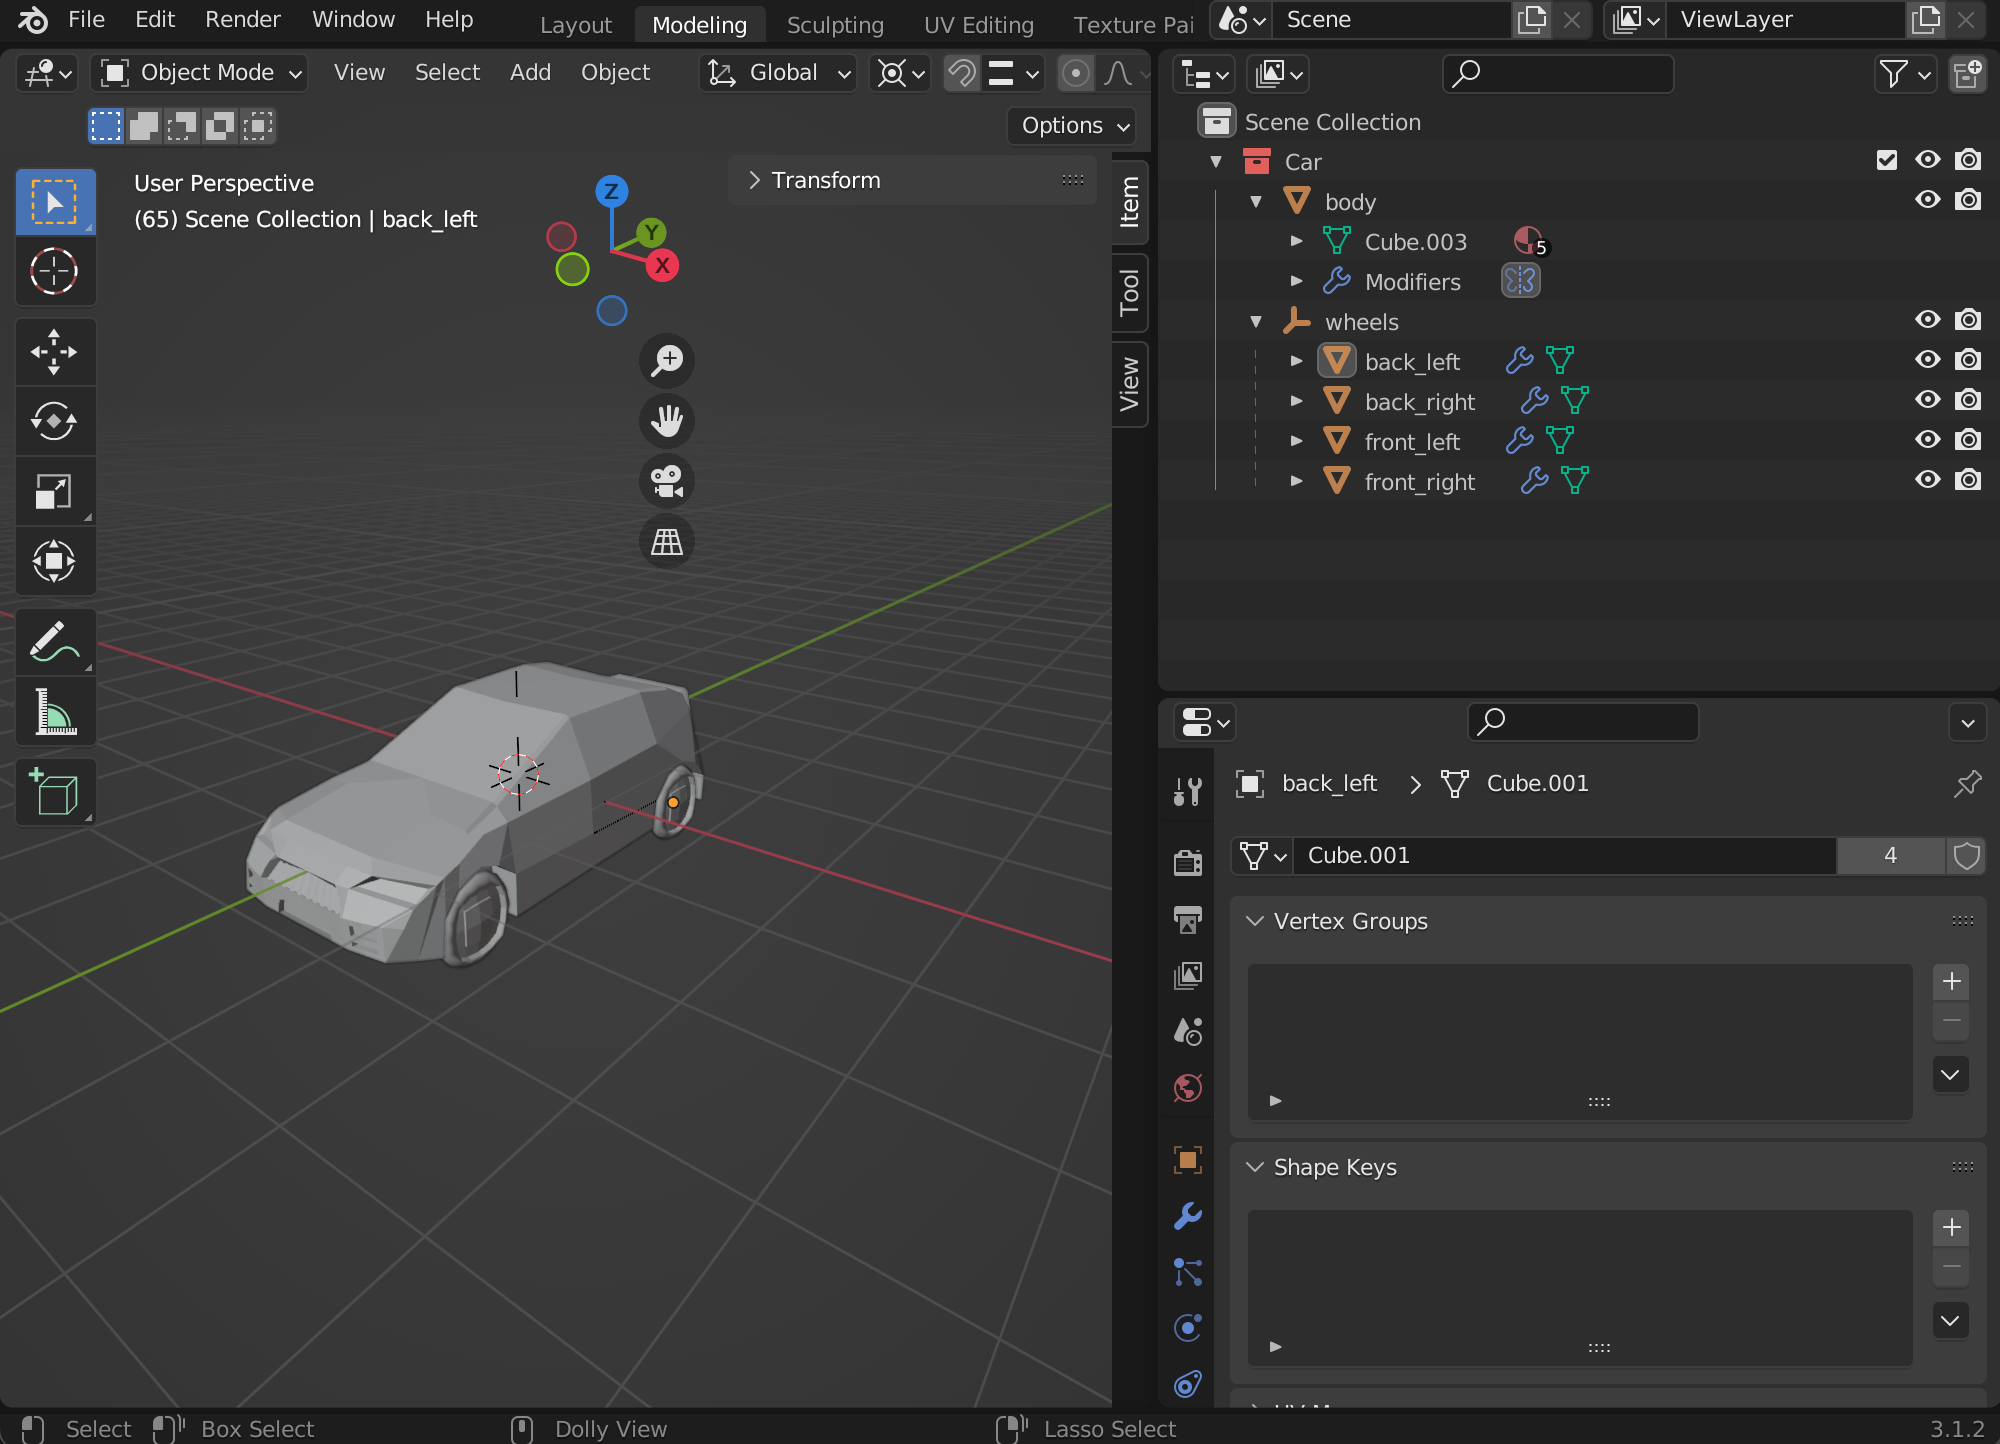 File Edit Render Window Help Layout Modeling Sculpting UV Editing Texture Pai Scene ViewLayer
Object Mode View Select Add Object Global
Options
User Perspective
(65) Scene Collection | back_left
Transform
Z
Y
X
Item
Tool
View
Scene Collection
Car
body
Cube.003 5
Modifiers
wheels
back_left
back_right
front_left
front_right
back_left Cube.001
Cube.001 4
Vertex Groups
Shape Keys
Select Box Select Dolly View Lasso Select 3.1.2